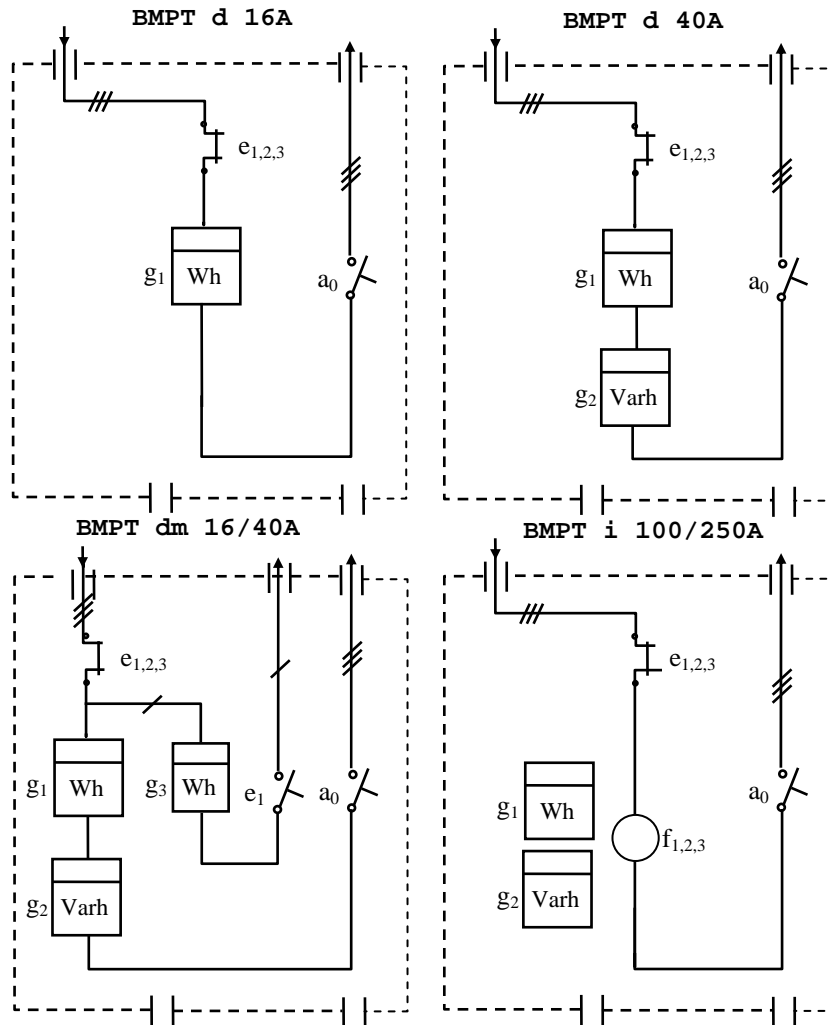 BMPT d 16A
e1,2,3
g1 Wh
a0
BMPT d 40A
e1,2,3
g1 Wh
a0
g2 Varh
BMPT dm 16/40A
e1,2,3
g1 Wh
g3 Wh
e1
a0
g2 Varh
BMPT i 100/250A
e1,2,3
g1 Wh
a0
f1,2,3
g2 Varh